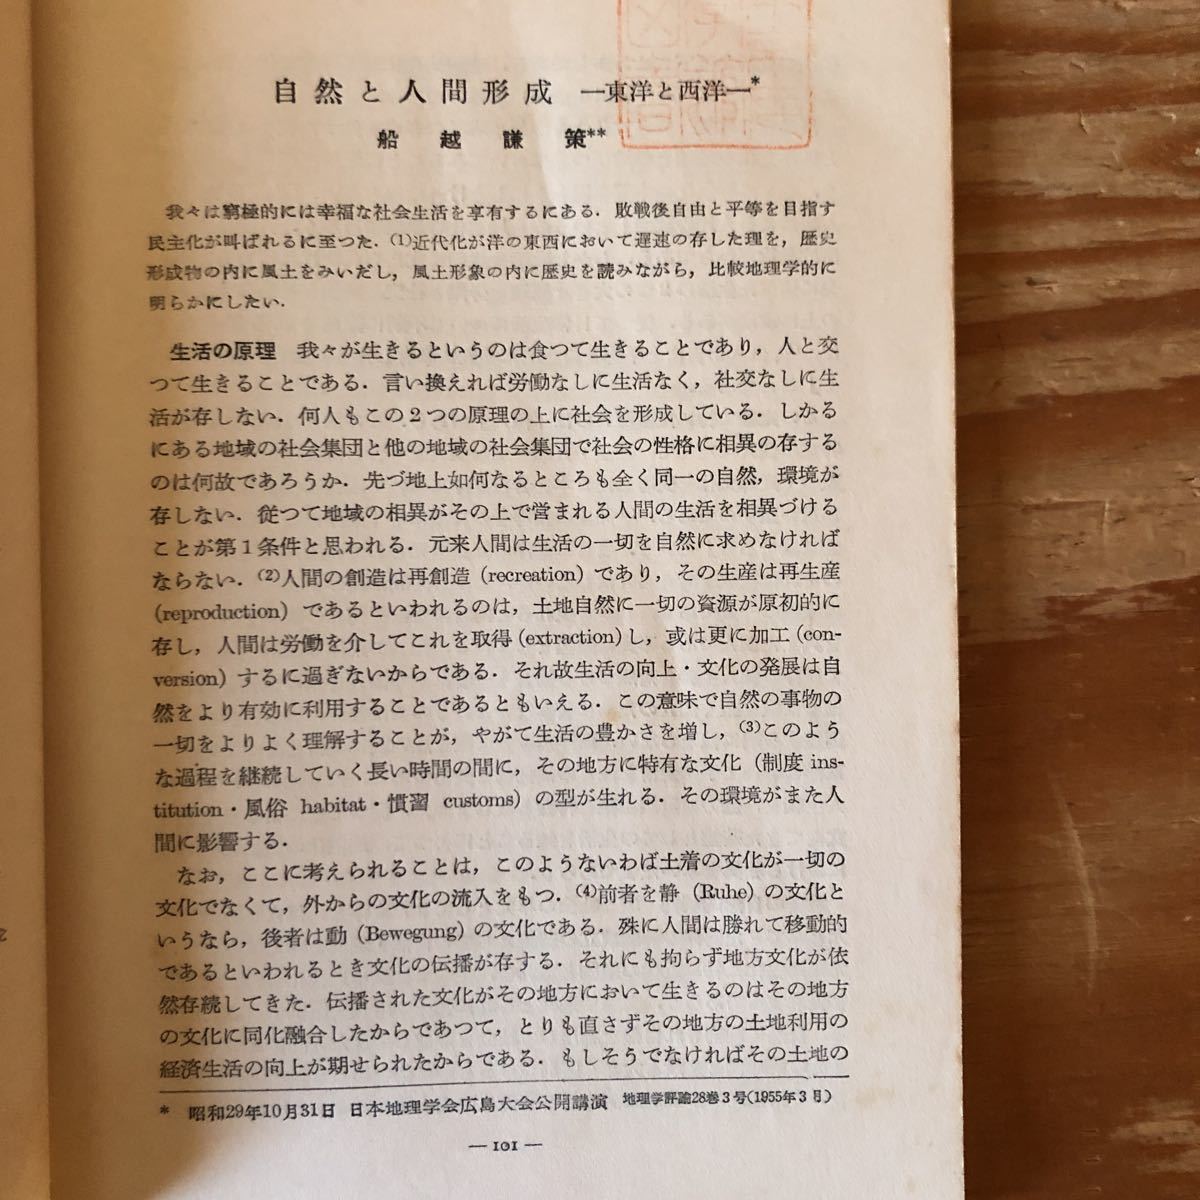 自然と人間形成 —東洋と西洋—*
船越謙策**
我々は窮極的には幸福な社会生活を享有するにある．敗戦後自由と平等を目指す
民主化が叫ばれるに至つた．(1)近代化が洋の東西において遅速の存した理を，歴史
形成物の内に風土をみいだし，風土形象の内に歴史を読みながら，比較地理学的に
明らかにしたい．
生活の原理　我々が生きるというのは食つて生きることであり，人と交
つて生きることである．言い換えれば労働なしに生活なく，社交なしに生
活が存しない．何人もこの２つの原理の上に社会を形成している．しかる
にある地域の社会集団と他の地域の社会集団で社会の性格に相異の存する
のは何故であろうか．先づ地上如何なるところも全く同一の自然，環境が
存しない．従つて地域の相異がその上で営まれる人間の生活を相異づける
ことが第１条件と思われる．元来人間は生活の一切を自然に求めなければ
ならない．(2)人間の創造は再創造 (recreation) であり，その生産は再生産
(reproduction) であるといわれるのは，土地自然に一切の資源が原初的に
存し，人間は労働を介してこれを取得 (extraction) し，或は更に加工 (con-
version) するに過ぎないからである．それ故生活の向上・文化の発展は自
然をより有効に利用することであるともいえる．この意味で自然の事物の
一切をよりよく理解することが，やがて生活の豊かさを増し，(3)このよう
な過程を継続していく長い時間の間に，その地方に特有な文化 (制度 ins-
titution・風俗 habitat・慣習 customs) の型が生れる．その環境がまた人
間に影響する．
なお，ここに考えられることは，このようないわば土着の文化が一切の
文化でなくて，外からの文化の流入をもつ．(4)前者を静 (Ruhe) の文化と
いうなら，後者は動 (Bewegung) の文化である．殊に人間は勝れて移動的
であるといわれるとき文化の伝播が存する．それにも拘らず地方文化が依
然存続してきた．伝播された文化がその地方において生きるのはその地方
の文化に同化融合したからであつて，とりも直さずその地方の土地利用の
経済生活の向上が期せられたからである．もしそうでなければその土地の
* 昭和29年10月31日 日本地理学会広島大会公開講演 地理学評論28巻３号(1955年３月)
— 101 —